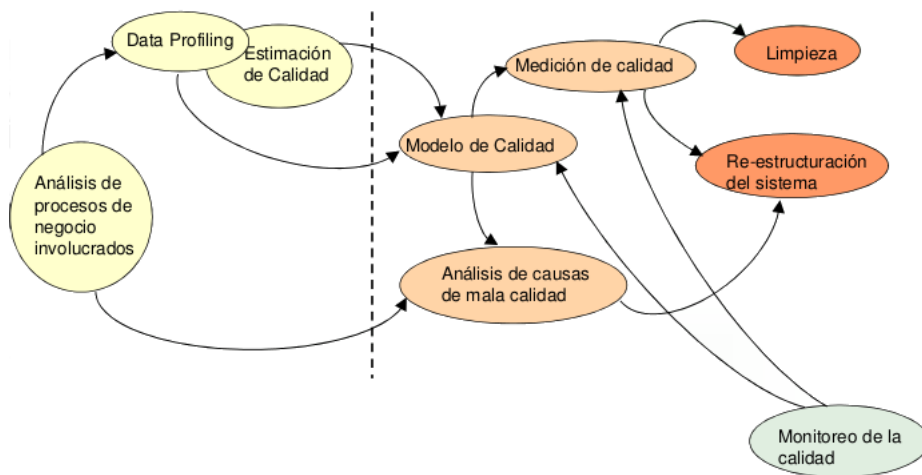 Data Profiling
Estimación
de Calidad
Análisis de
procesos de
negocio
involucrados
Modelo de Calidad
Medición de calidad
Análisis de causas
de mala calidad
Limpieza
Re-estructuración
del sistema
Monitoreo de la
calidad